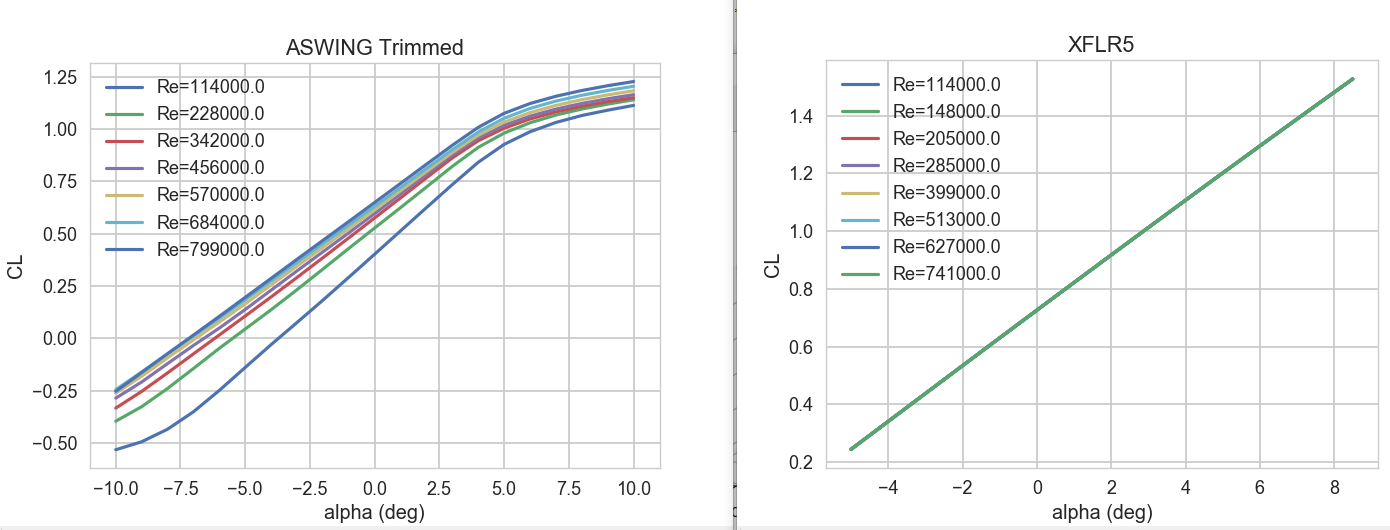 ASWING Trimmed
1.25
1.00
0.75
0.50
0.25
0.00
−0.25
−0.50
CL
Re=114000.0
Re=228000.0
Re=342000.0
Re=456000.0
Re=570000.0
Re=684000.0
Re=799000.0
−10.0 −7.5 −5.0 −2.5 0.0 2.5 5.0 7.5 10.0
alpha (deg)
XFLR5
1.4
1.2
1.0
0.8
0.6
0.4
0.2
CL
Re=114000.0
Re=148000.0
Re=205000.0
Re=285000.0
Re=399000.0
Re=513000.0
Re=627000.0
Re=741000.0
−4 −2 0 2 4 6 8
alpha (deg)